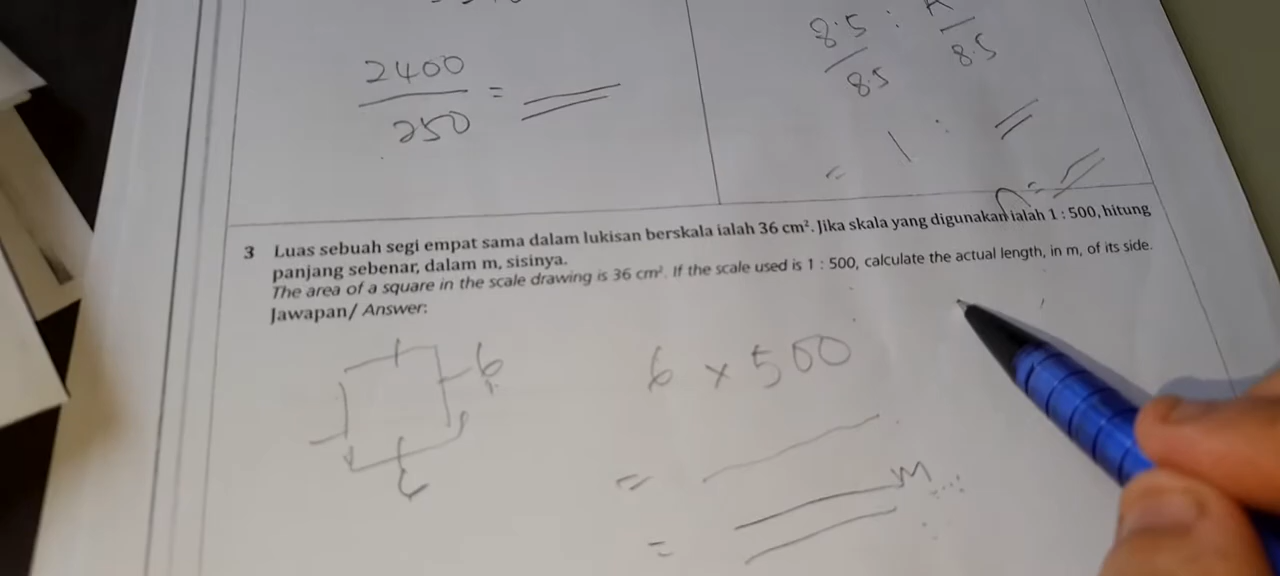 2400
250
=
8.5 :
8.5
8.5
= 1 :
3 Luas sebuah segi empat sama dalam lukisan berskala ialah 36 cm². Jika skala yang digunakan ialah 1 : 500, hitung
panjang sebenar, dalam m, sisinya.
The area of a square in the scale drawing is 36 cm². If the scale used is 1 : 500, calculate the actual length, in m, of its side.
Jawapan/ Answer:
6
6
6 × 500
=
= m